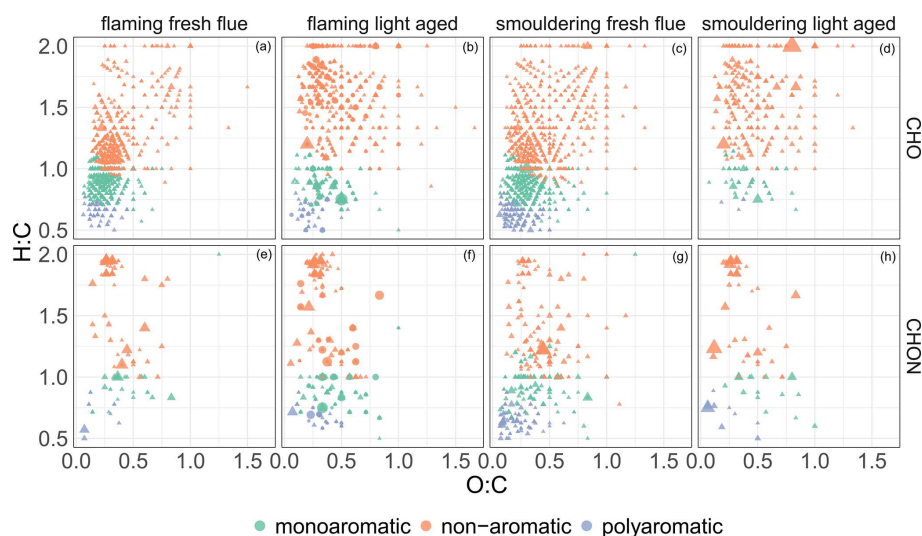 flaming fresh flue flaming light aged smouldering fresh flue smouldering light aged
(a) (b) (c) (d)
2.0
1.5
1.0
0.5
CHO
H:C
(e) (f) (g) (h)
2.0
1.5
1.0
0.5
CHON
0.0 0.5 1.0 1.5 0.0 0.5 1.0 1.5 0.0 0.5 1.0 1.5 0.0 0.5 1.0 1.5
O:C
monoaromatic non−aromatic polyaromatic